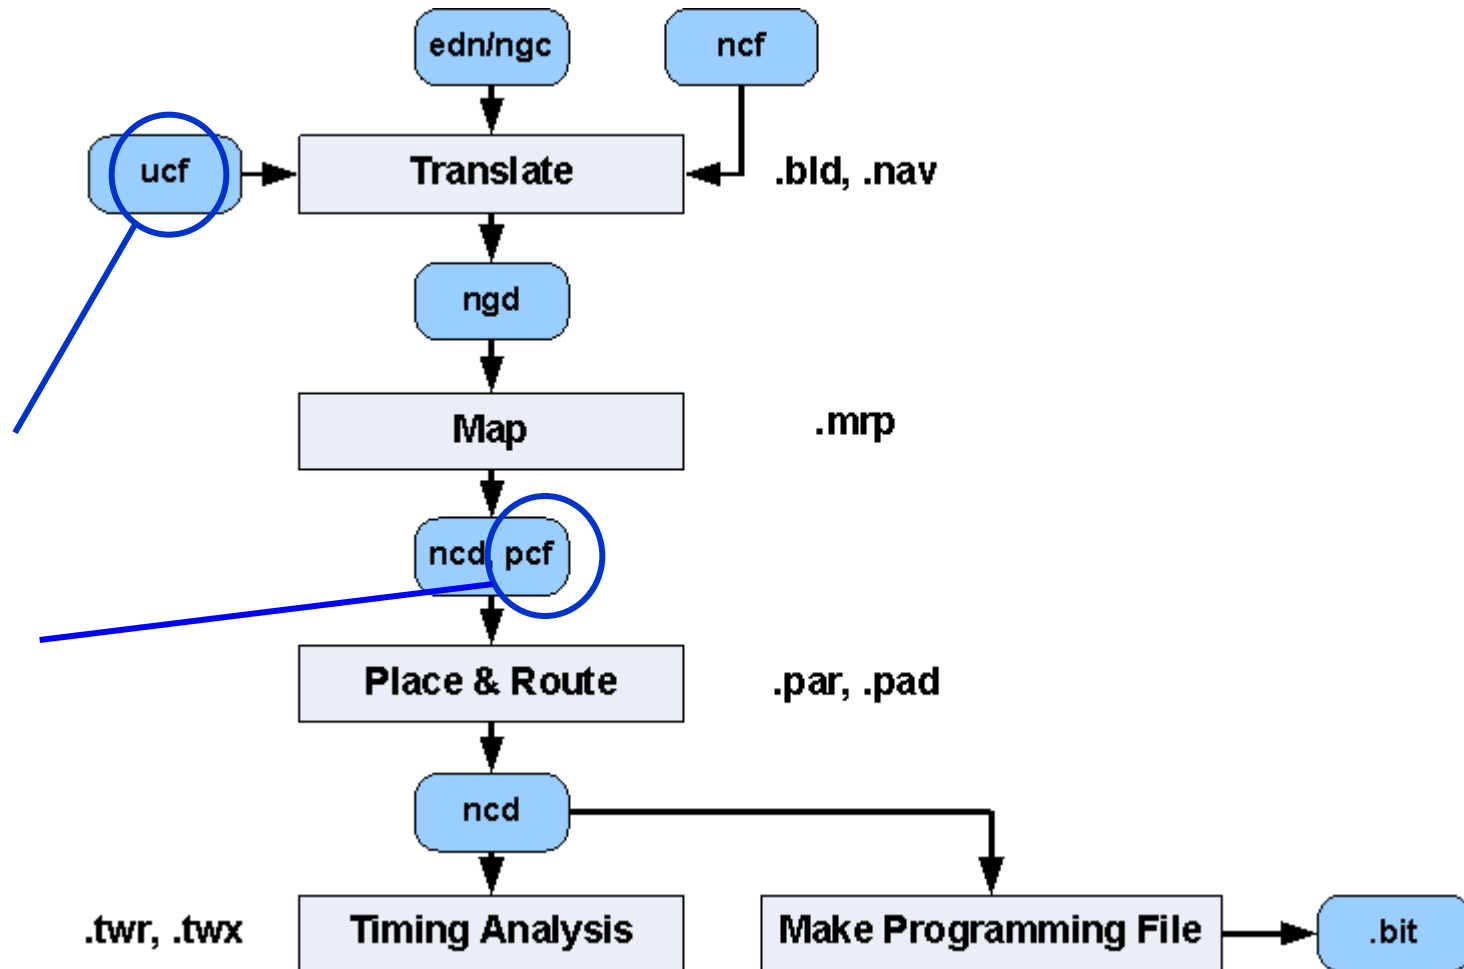 edn/ngc
ncf
ucf
Translate
.bld, .nav
ngd
Map
.mrp
ncd pcf
Place & Route
.par, .pad
ncd
.twr, .twx
Timing Analysis
Make Programming File
.bit